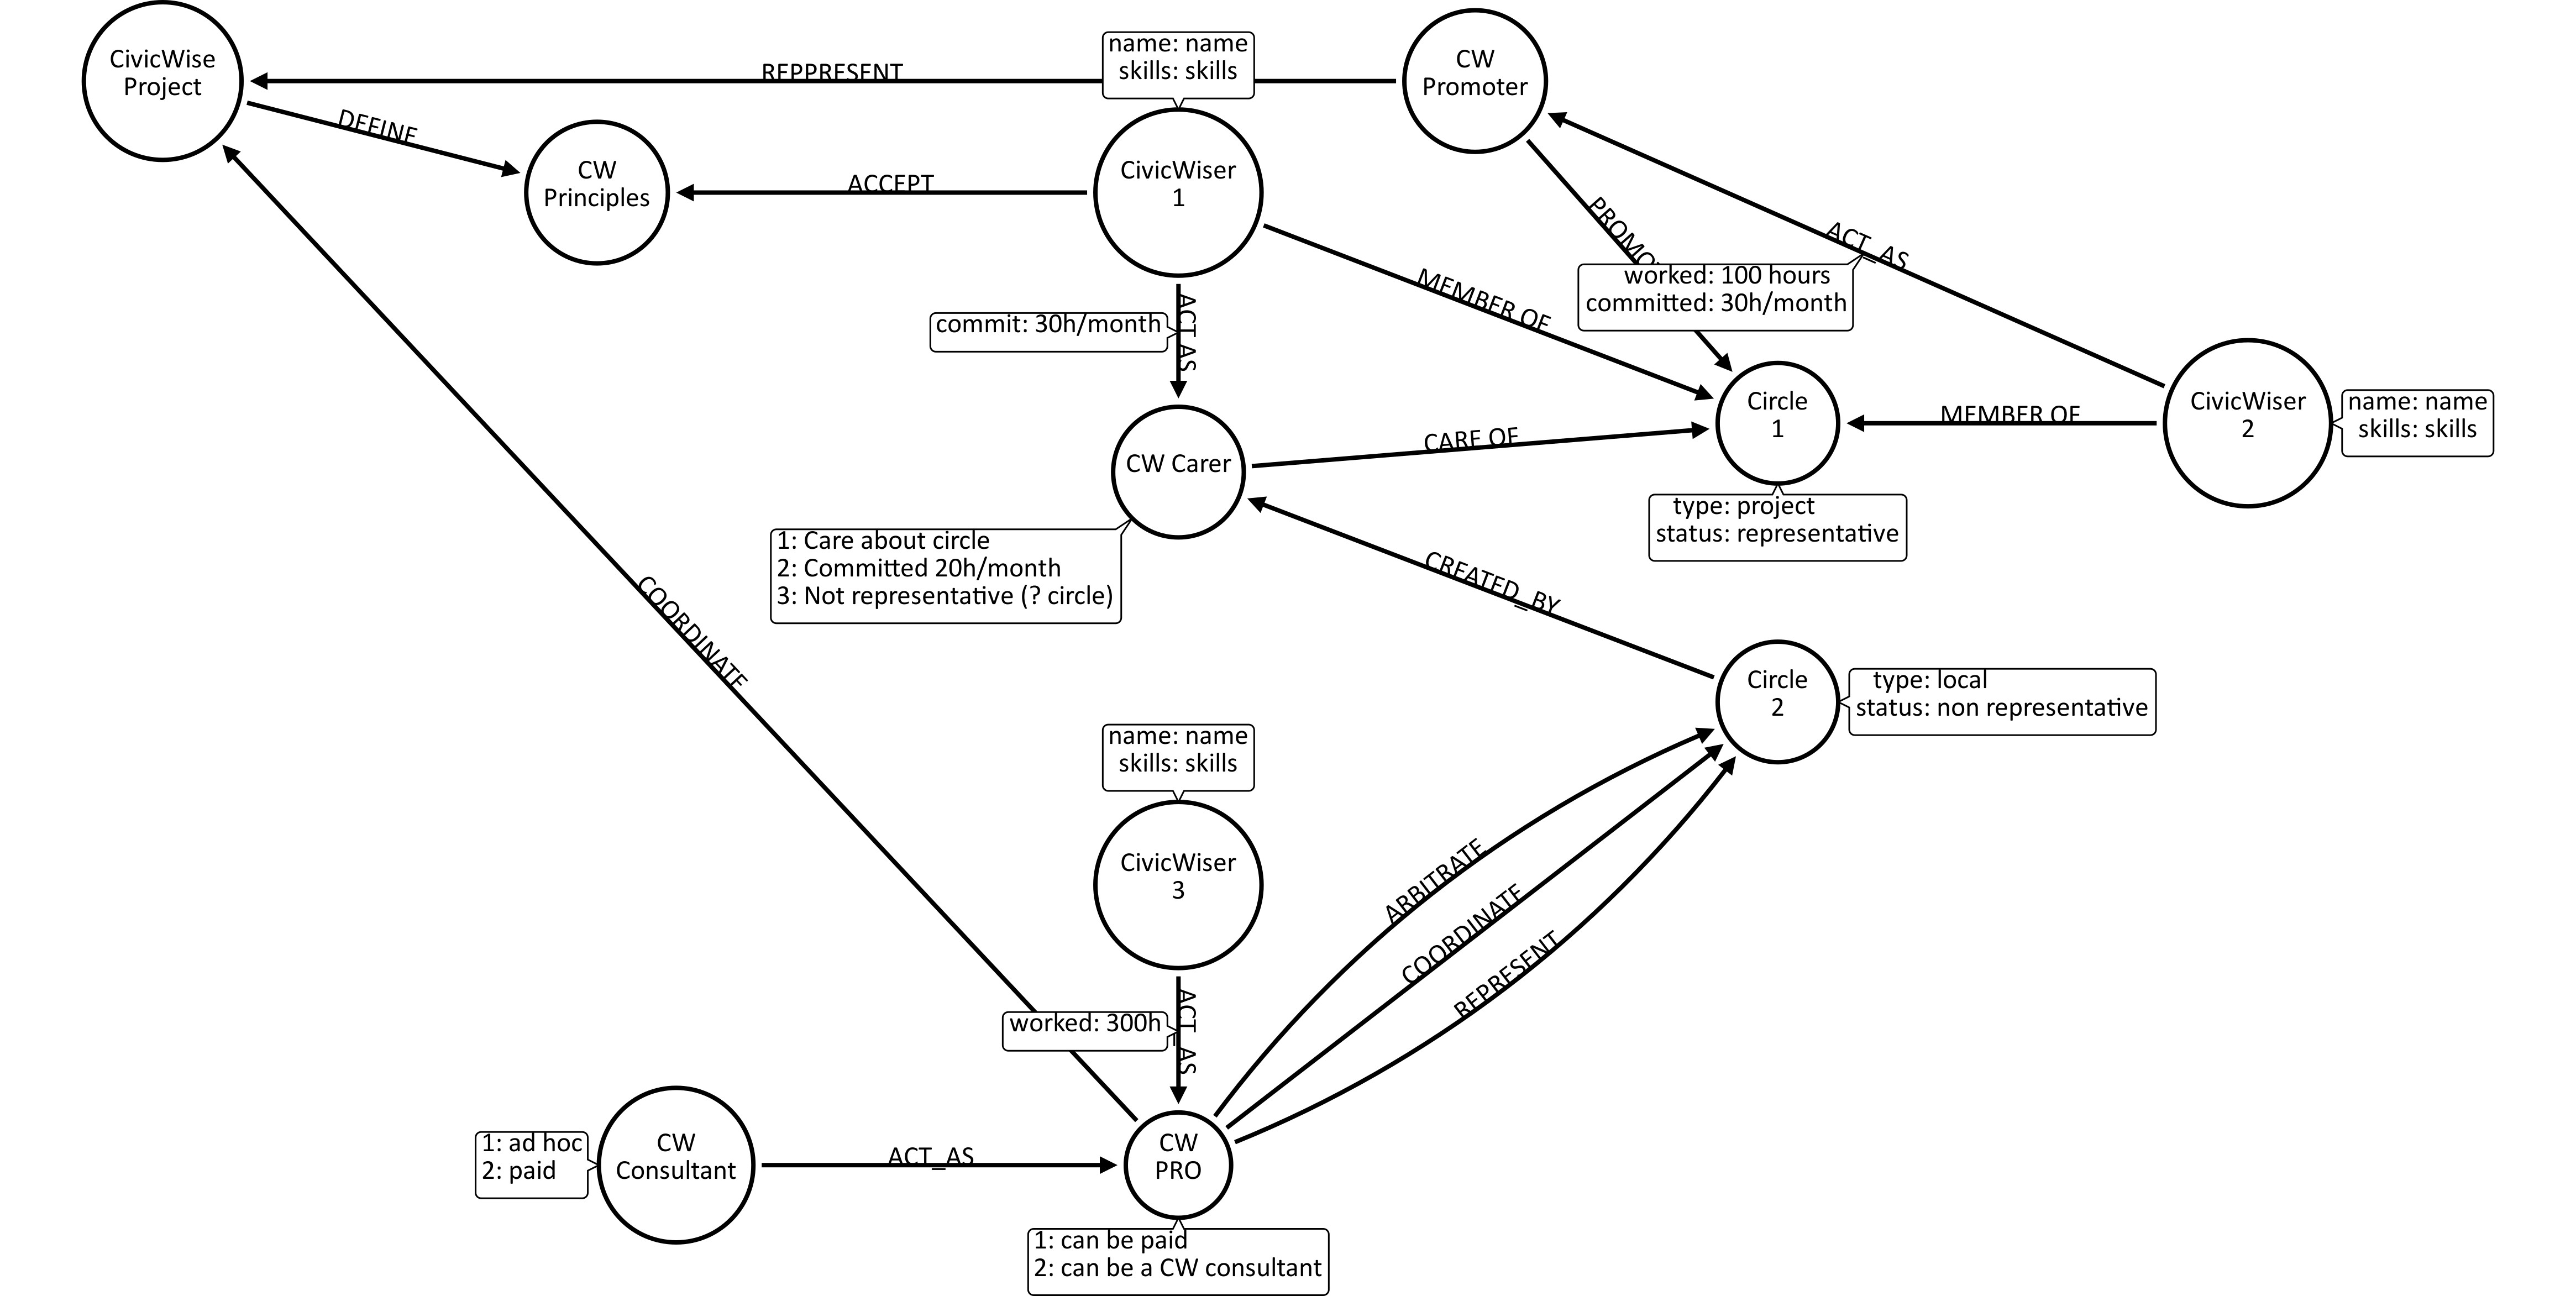 CivicWise
Project
REPPRESENT
name: name
skills: skills
CW
Promoter
DEFINE
CW
Principles
ACCEPT
CivicWiser
1
ACT_AS
worked: 100 hours
committed: 30h/month
MEMBER OF
commit: 30h/month
ACT_AS
Circle
1
MEMBER OF
CivicWiser
2
name: name
skills: skills
CW Carer
CARE OF
type: project
status: representative
1: Care about circle
2: Committed 20h/month
3: Not representative (? circle)
CREATED_BY
COORDINATE
Circle
2
type: local
status: non representative
name: name
skills: skills
CivicWiser
3
ARBITRATE
COORDINATE
REPRESENT
worked: 300h
ACT_AS
1: ad hoc
2: paid
CW
Consultant
ACT_AS
CW
PRO
1: can be paid
2: can be a CW consultant